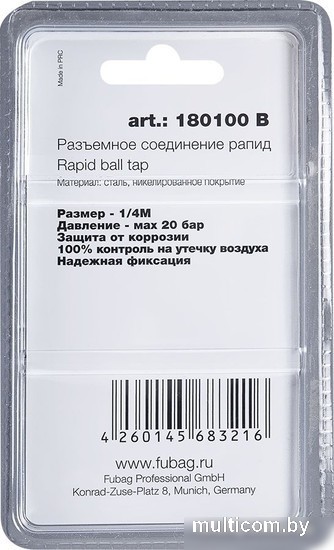 Made in PRC
art.: 180100 B
Разъемное соединение рапид
Rapid ball tap
Материал: сталь, никелированное покрытие
Размер - 1/4M
Давление - мах 20 бар
Защита от коррозии
100% контроль на утечку воздуха
Надежная фиксация
4 260145 683216
www.fubag.ru
Fubag Professional GmbH
Konrad-Zuse-Platz 8, Munich, Germany
multicom.by